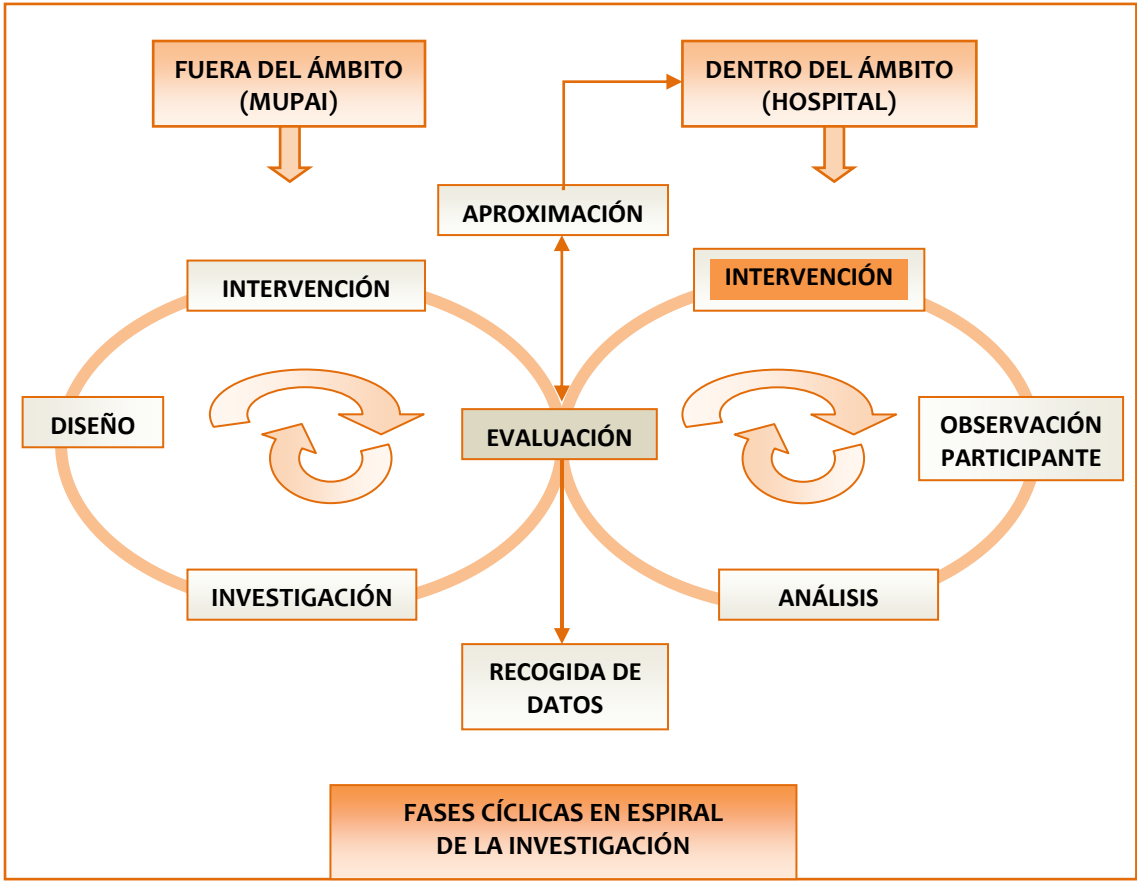 FUERA DEL ÁMBITO
(MUPAI)
DENTRO DEL ÁMBITO
(HOSPITAL)
APROXIMACIÓN
INTERVENCIÓN
INTERVENCIÓN
DISEÑO
EVALUACIÓN
OBSERVACIÓN
PARTICIPANTE
INVESTIGACIÓN
ANÁLISIS
RECOGIDA DE
DATOS
FASES CÍCLICAS EN ESPIRAL
DE LA INVESTIGACIÓN